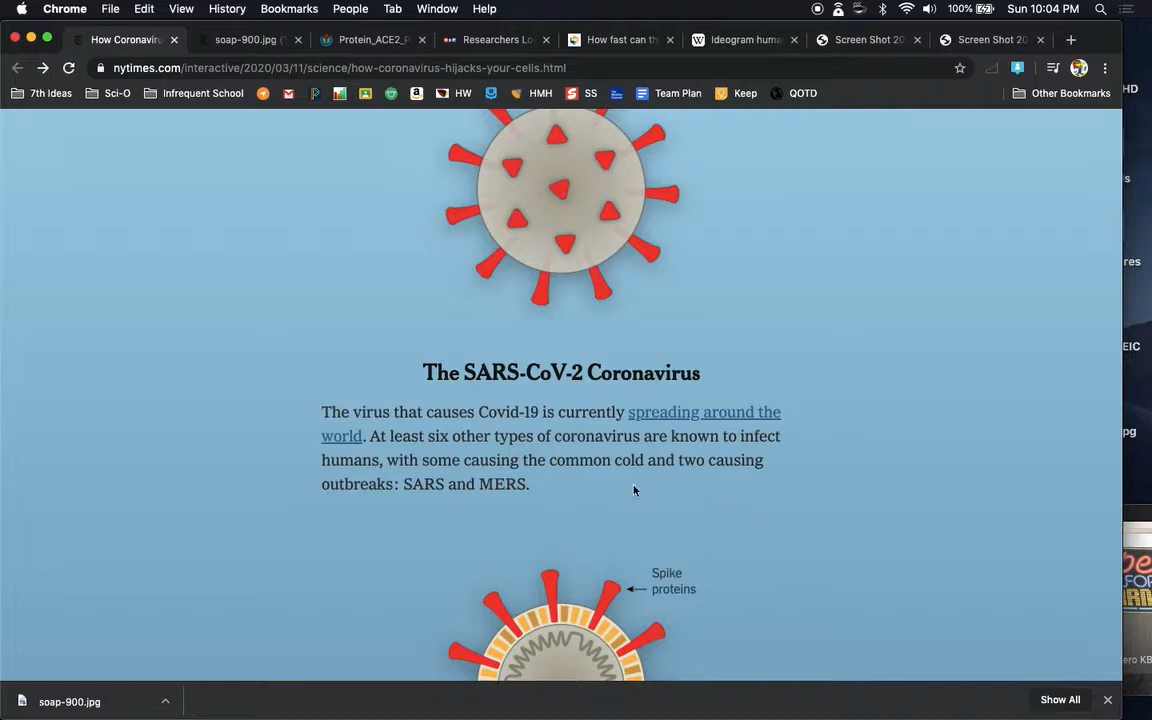 Chrome File Edit View History Bookmarks People Tab Window Help 100% Sun 10:04 PM
How Coronaviru soap-900.jpg ( Protein_ACE2_P Researchers Lo How fast can th Ideogram huma Screen Shot 20 Screen Shot 20
nytimes.com/interactive/2020/03/11/science/how-coronavirus-hijacks-your-cells.html
7th Ideas Sci-O Infrequent School HW HMH SS Team Plan Keep QOTD Other Bookmarks
HD
The SARS-CoV-2 Coronavirus
The virus that causes Covid-19 is currently spreading around the
world. At least six other types of coronavirus are known to infect
humans, with some causing the common cold and two causing
outbreaks: SARS and MERS.
Spike
proteins
EIC
soap-900.jpg Show All